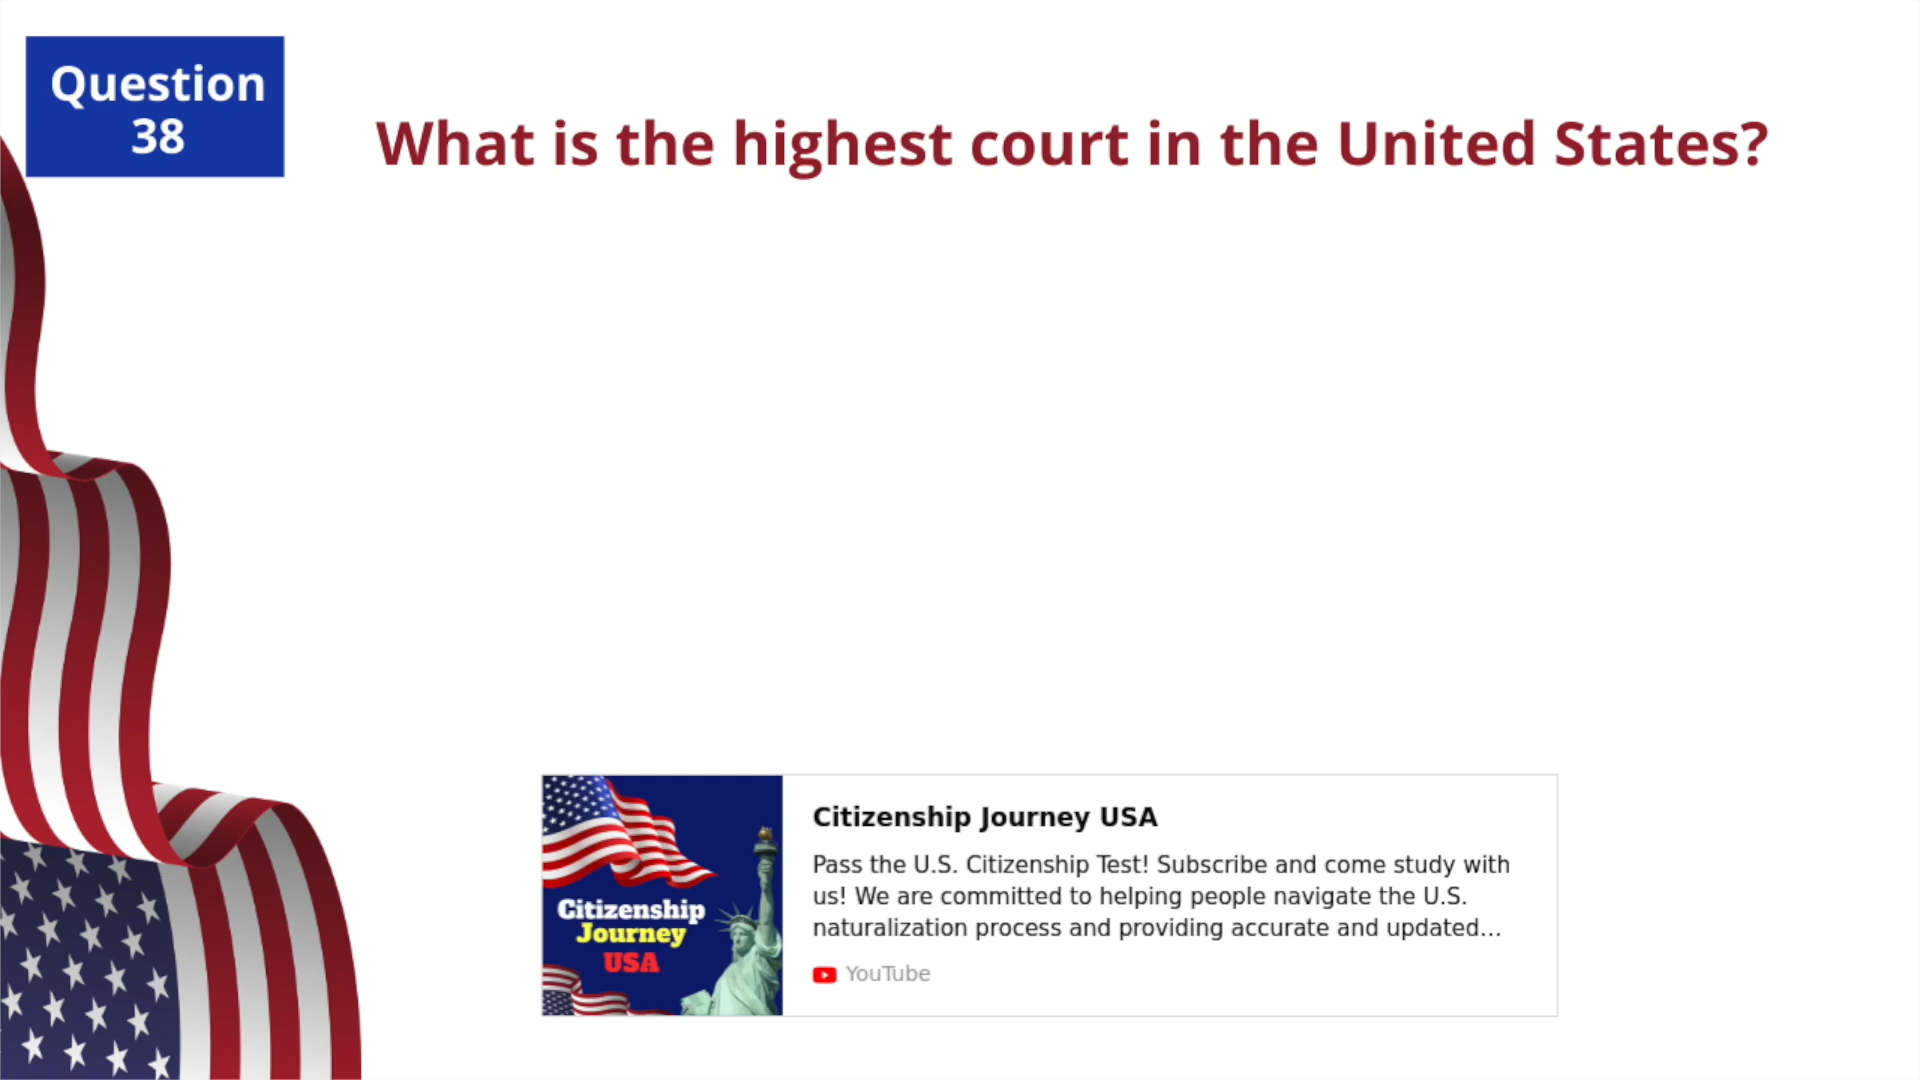 Question
38
What is the highest court in the United States?
Citizenship
Journey
USA
Citizenship Journey USA
Pass the U.S. Citizenship Test! Subscribe and come study with
us! We are committed to helping people navigate the U.S.
naturalization process and providing accurate and updated...
YouTube